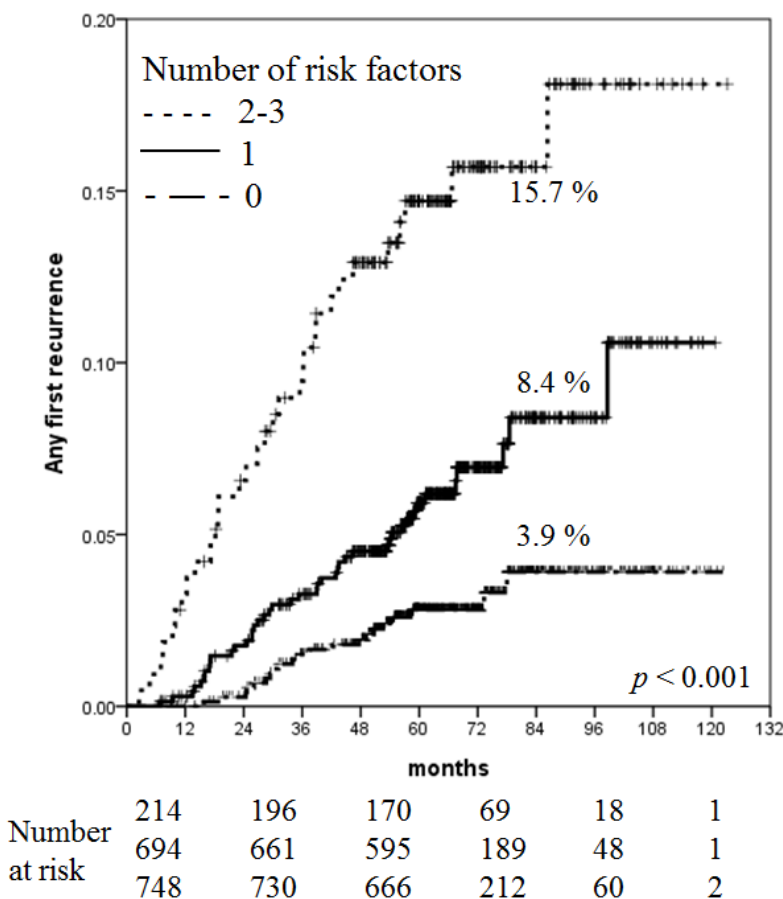 0.20
0.15
0.10
0.05
0.00
Any first recurrence
Number of risk factors
2-3
1
0
15.7 %
8.4 %
3.9 %
p < 0.001
0 12 24 36 48 60 72 84 96 108 120 132
months
Number at risk
214 196 170 69 18 1
694 661 595 189 48 1
748 730 666 212 60 2